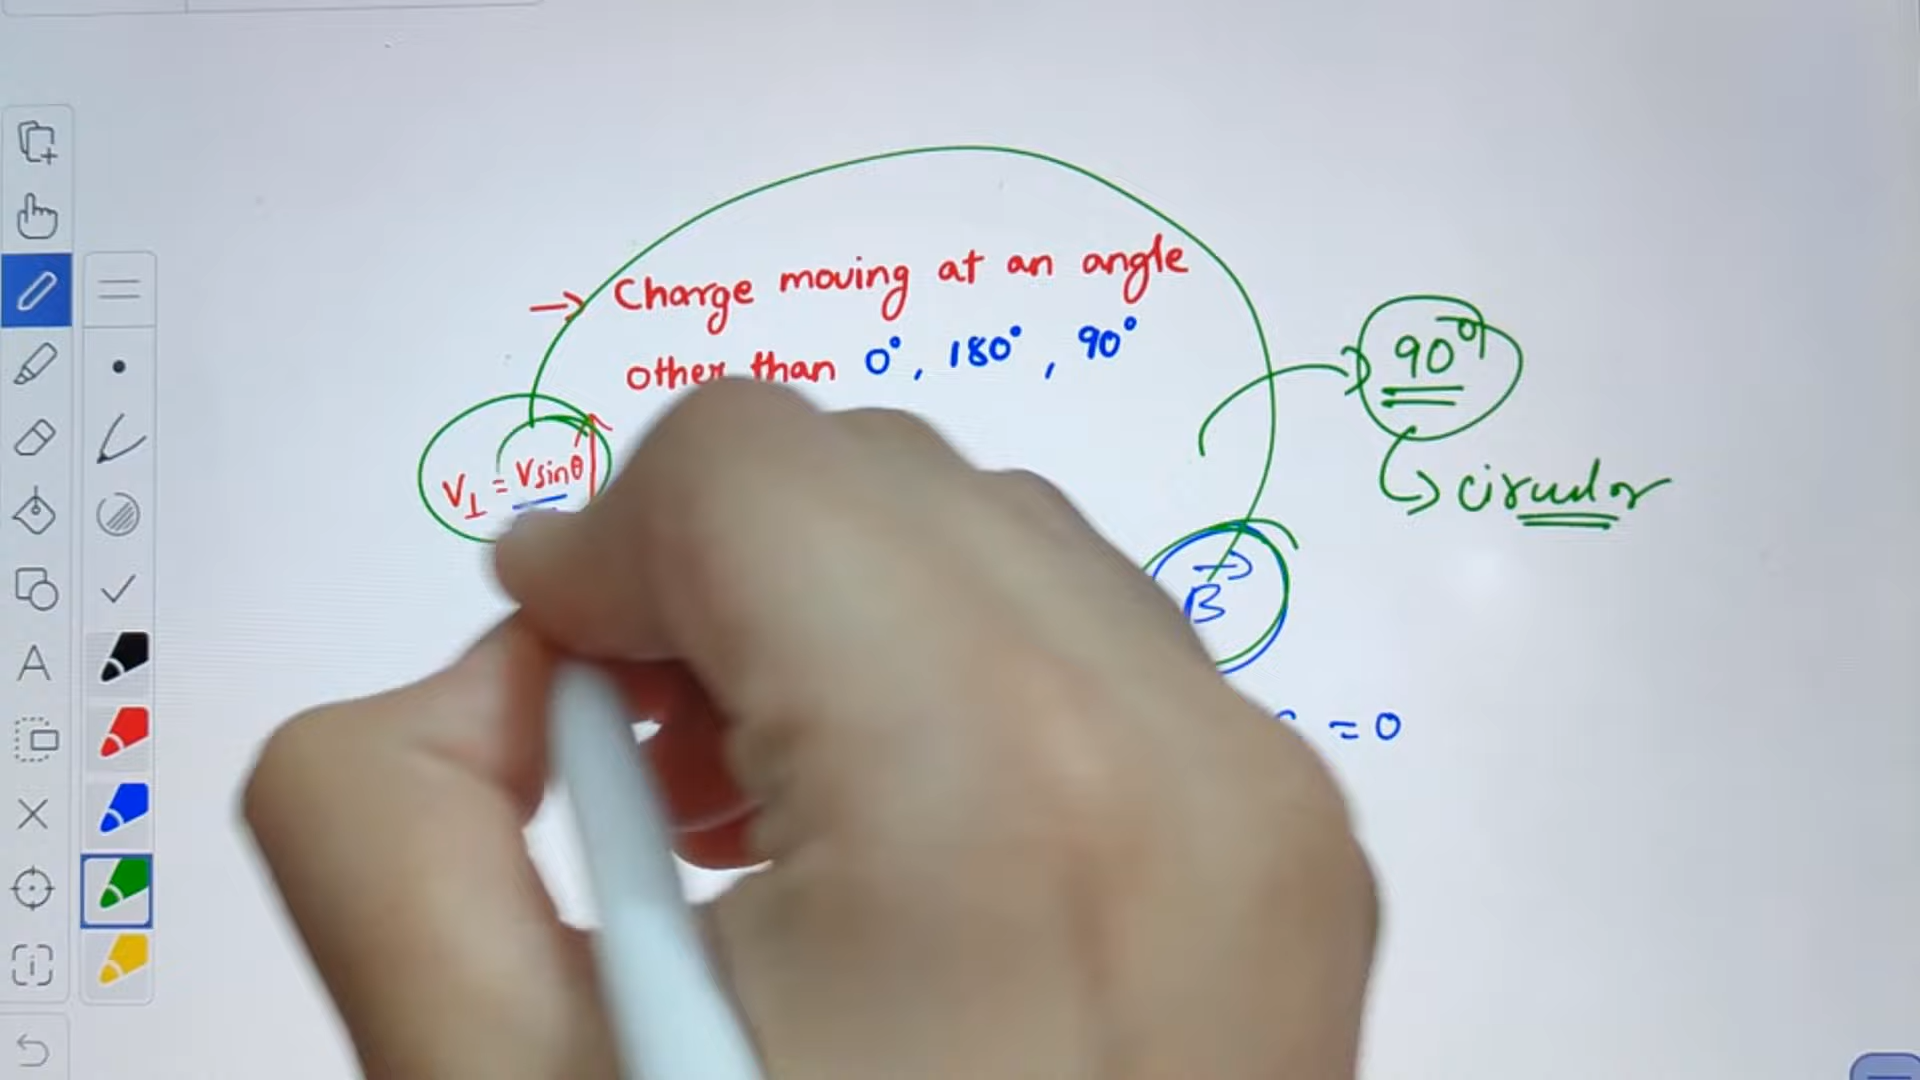 → Charge moving at an angle
other than 0°, 180°, 90°
90°
V⊥ = Vsinθ
↪ circular
B
= 0
A